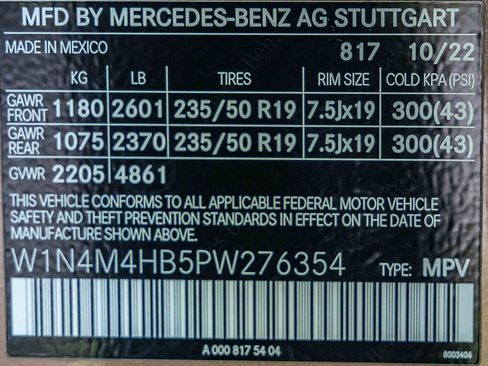 MFD BY MERCEDES-BENZ AG STUTTGART
MADE IN MEXICO 817 10/22
KG LB TIRES RIM SIZE COLD KPA (PSI)
GAWR FRONT 1180 2601 235/50 R19 7.5Jx19 300(43)
GAWR REAR 1075 2370 235/50 R19 7.5Jx19 300(43)
GVWR 2205 4861
THIS VEHICLE CONFORMS TO ALL APPLICABLE FEDERAL MOTOR VEHICLE
SAFETY AND THEFT PREVENTION STANDARDS IN EFFECT ON THE DATE OF
MANUFACTURE SHOWN ABOVE.
W1N4M4HB5PW276354 TYPE: MPV
A 000 817 54 04
8003406